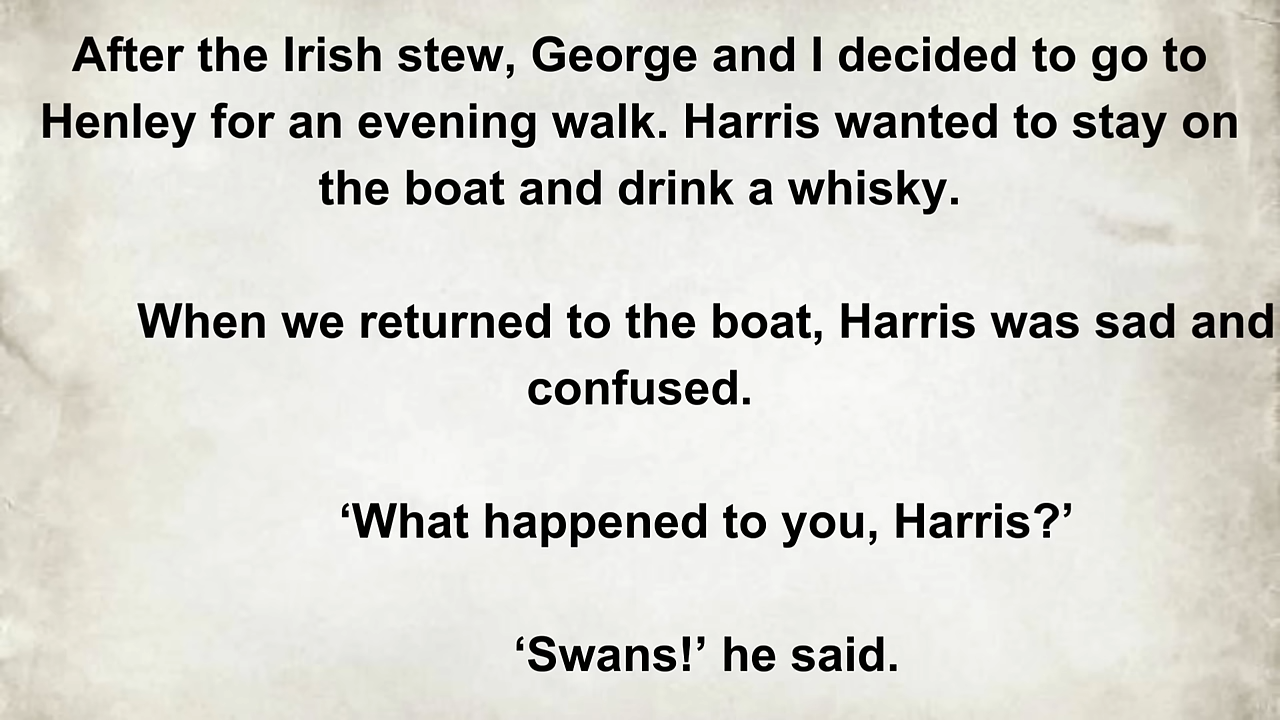 After the Irish stew, George and I decided to go to
Henley for an evening walk. Harris wanted to stay on
the boat and drink a whisky.
When we returned to the boat, Harris was sad and
confused.
‘What happened to you, Harris?’
‘Swans!’ he said.